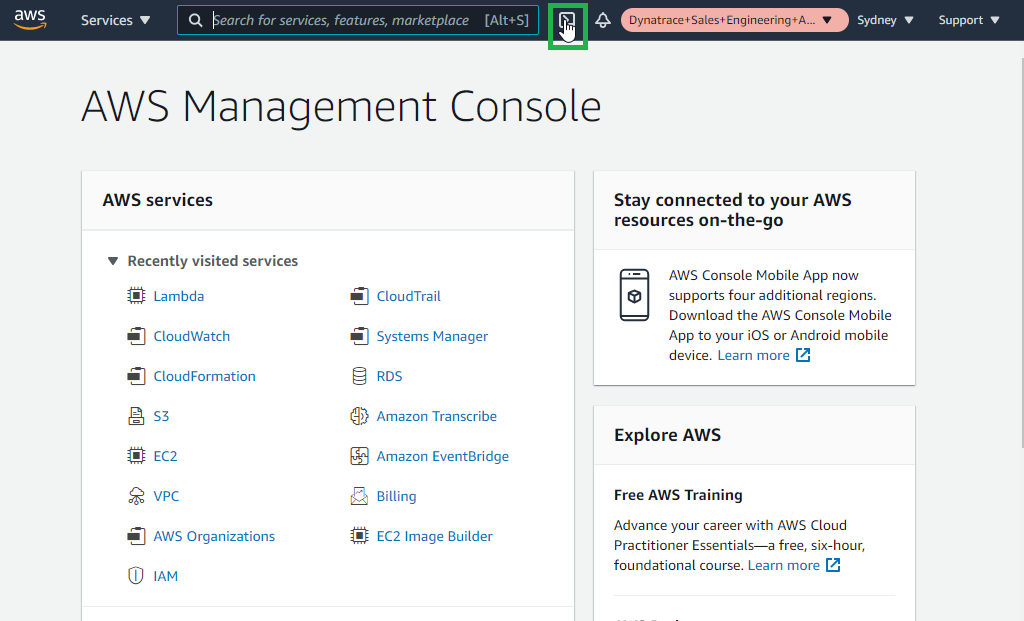 aws
Services
Search for services, features, marketplace [Alt+S]
Dynatrace+Sales+Engineering+A...
Sydney
Support
AWS Management Console
AWS services
Recently visited services
Lambda
CloudWatch
CloudFormation
S3
EC2
VPC
AWS Organizations
IAM
CloudTrail
Systems Manager
RDS
Amazon Transcribe
Amazon EventBridge
Billing
EC2 Image Builder
Stay connected to your AWS
resources on-the-go
AWS Console Mobile App now
supports four additional regions.
Download the AWS Console Mobile
App to your iOS or Android mobile
device. Learn more
Explore AWS
Free AWS Training
Advance your career with AWS Cloud
Practitioner Essentials—a free, six-hour,
foundational course. Learn more